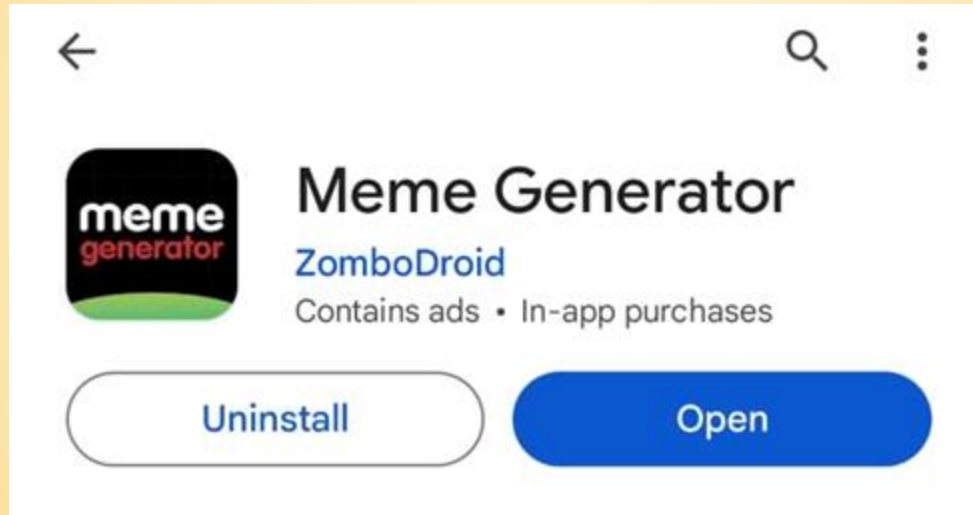 meme
generator
Meme Generator
ZomboDroid
Contains ads • In-app purchases
Uninstall
Open